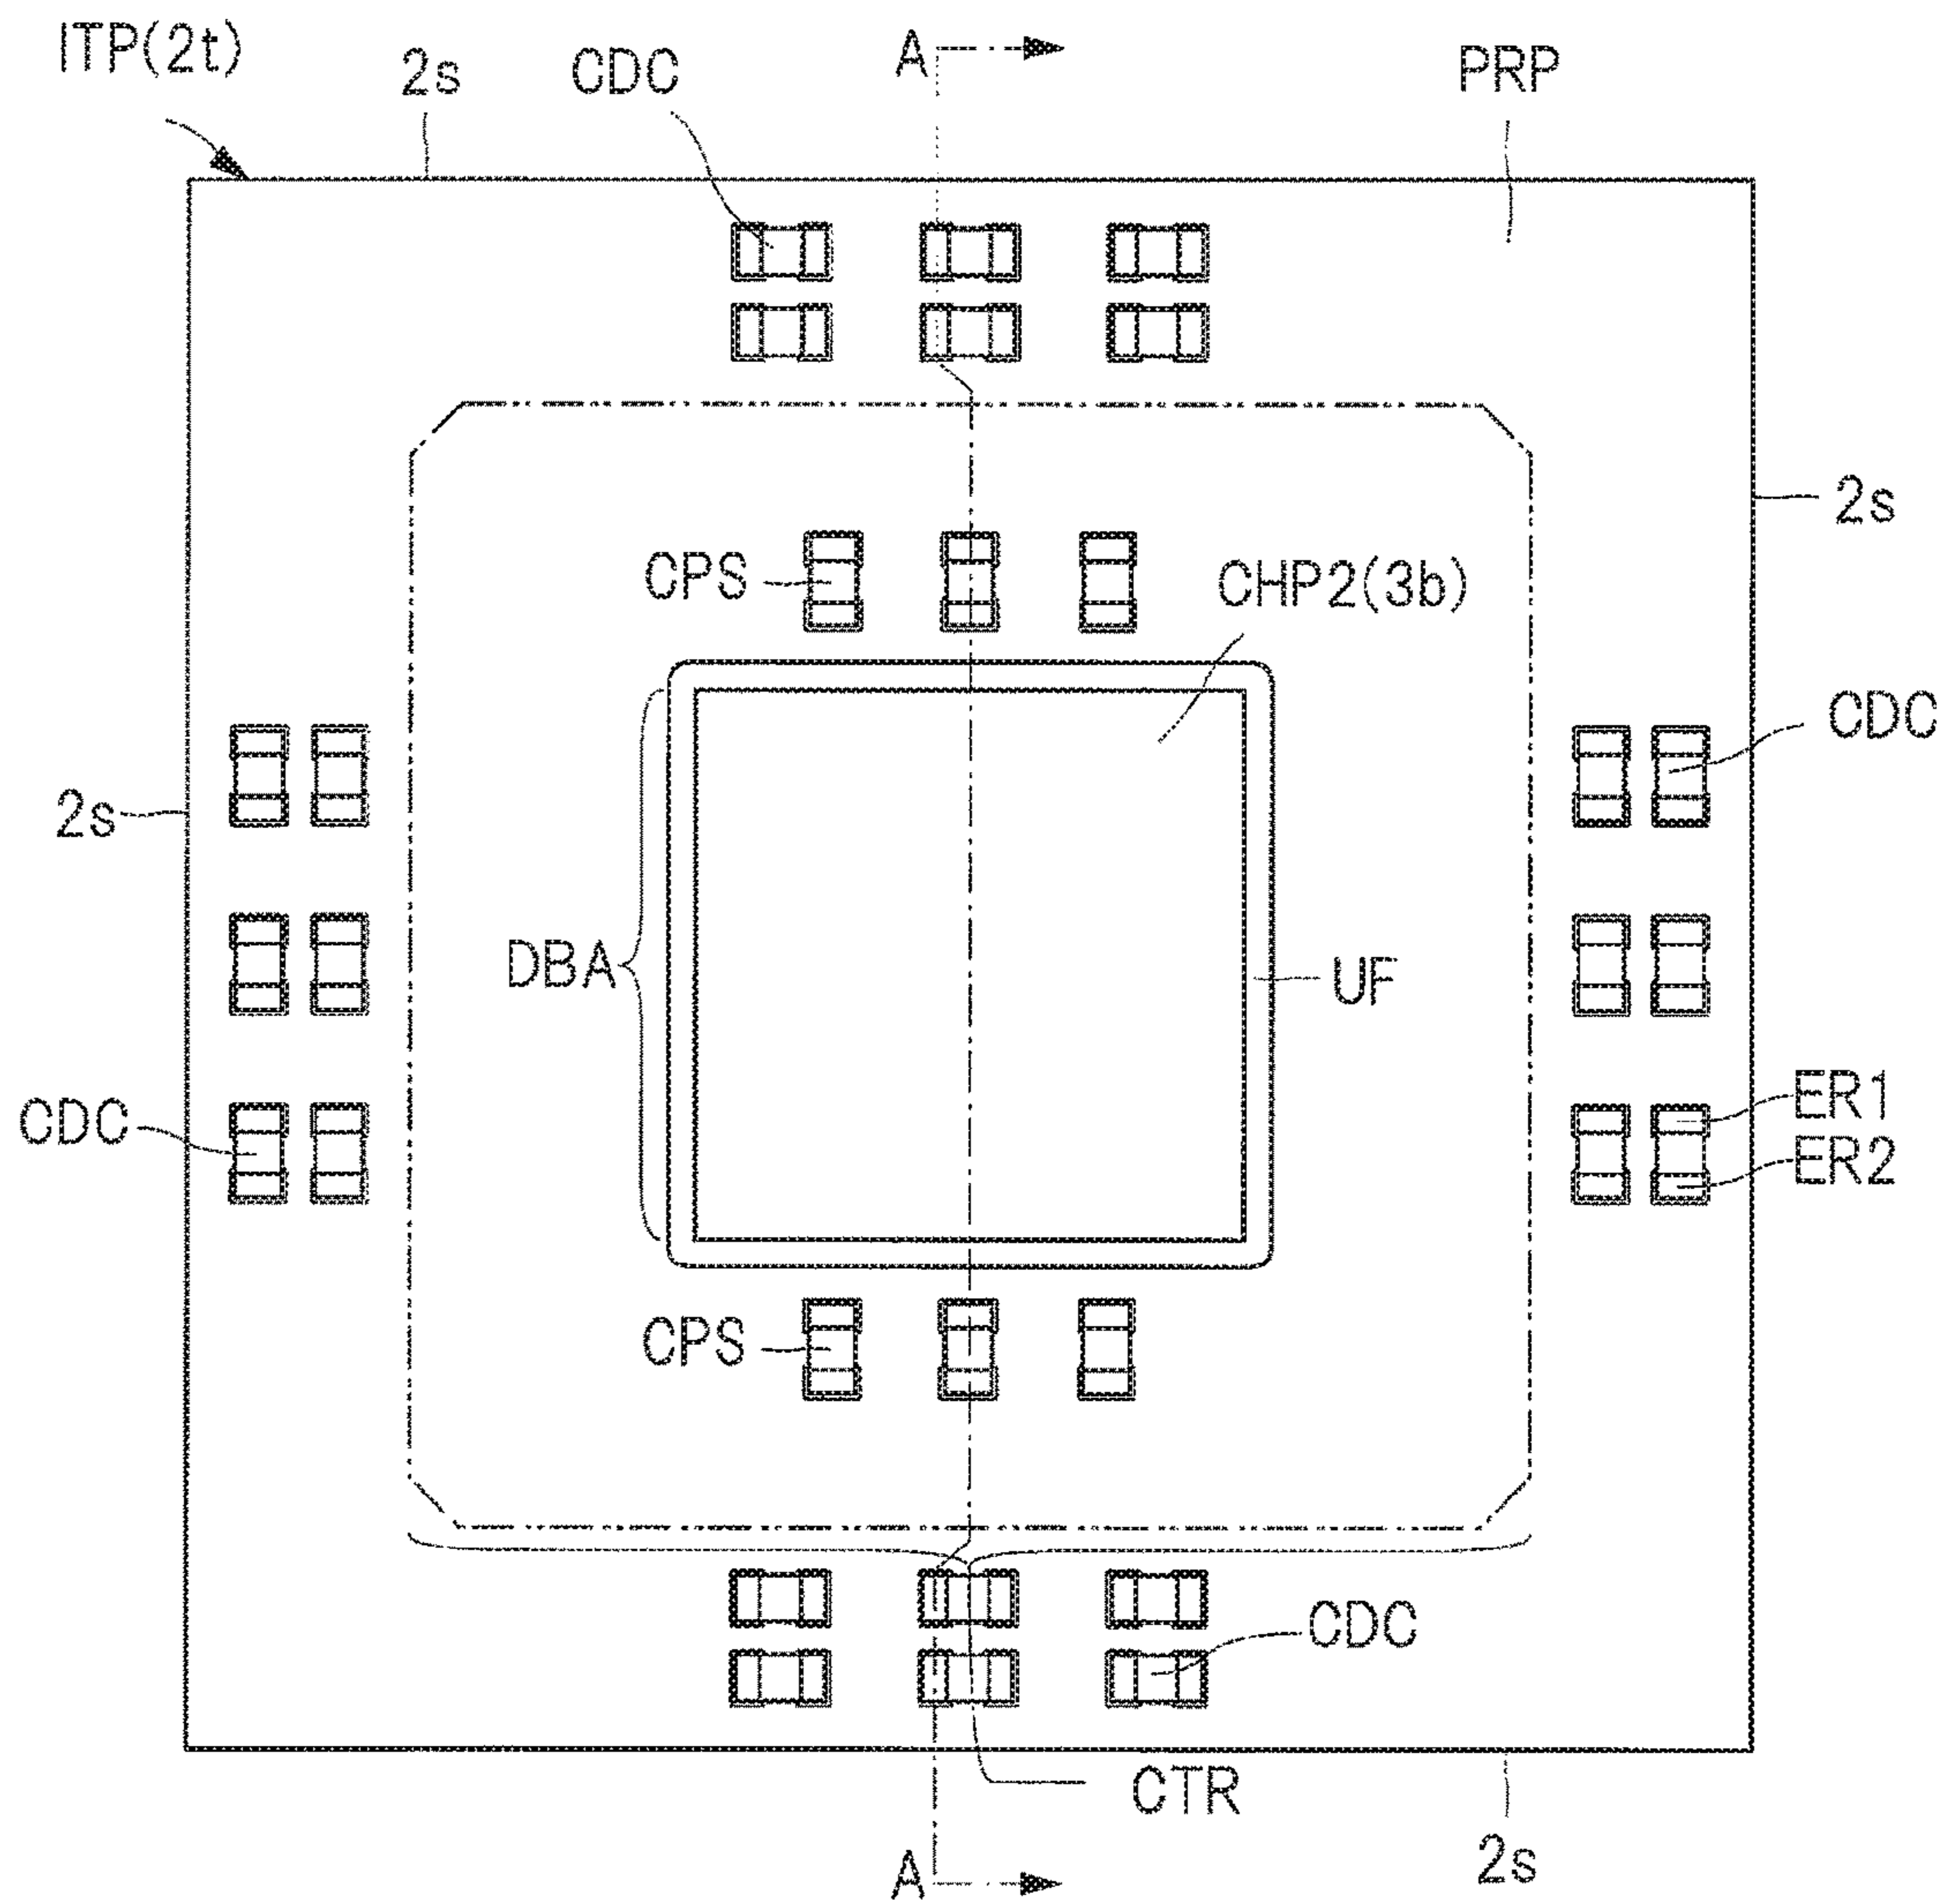 ITP(2t)
2s
CDC
A
PRP
2s
CPS
CHP2(3b)
CDC
2s
DBA
UF
CDC
ER1
ER2
CPS
CDC
CTR
2s
A